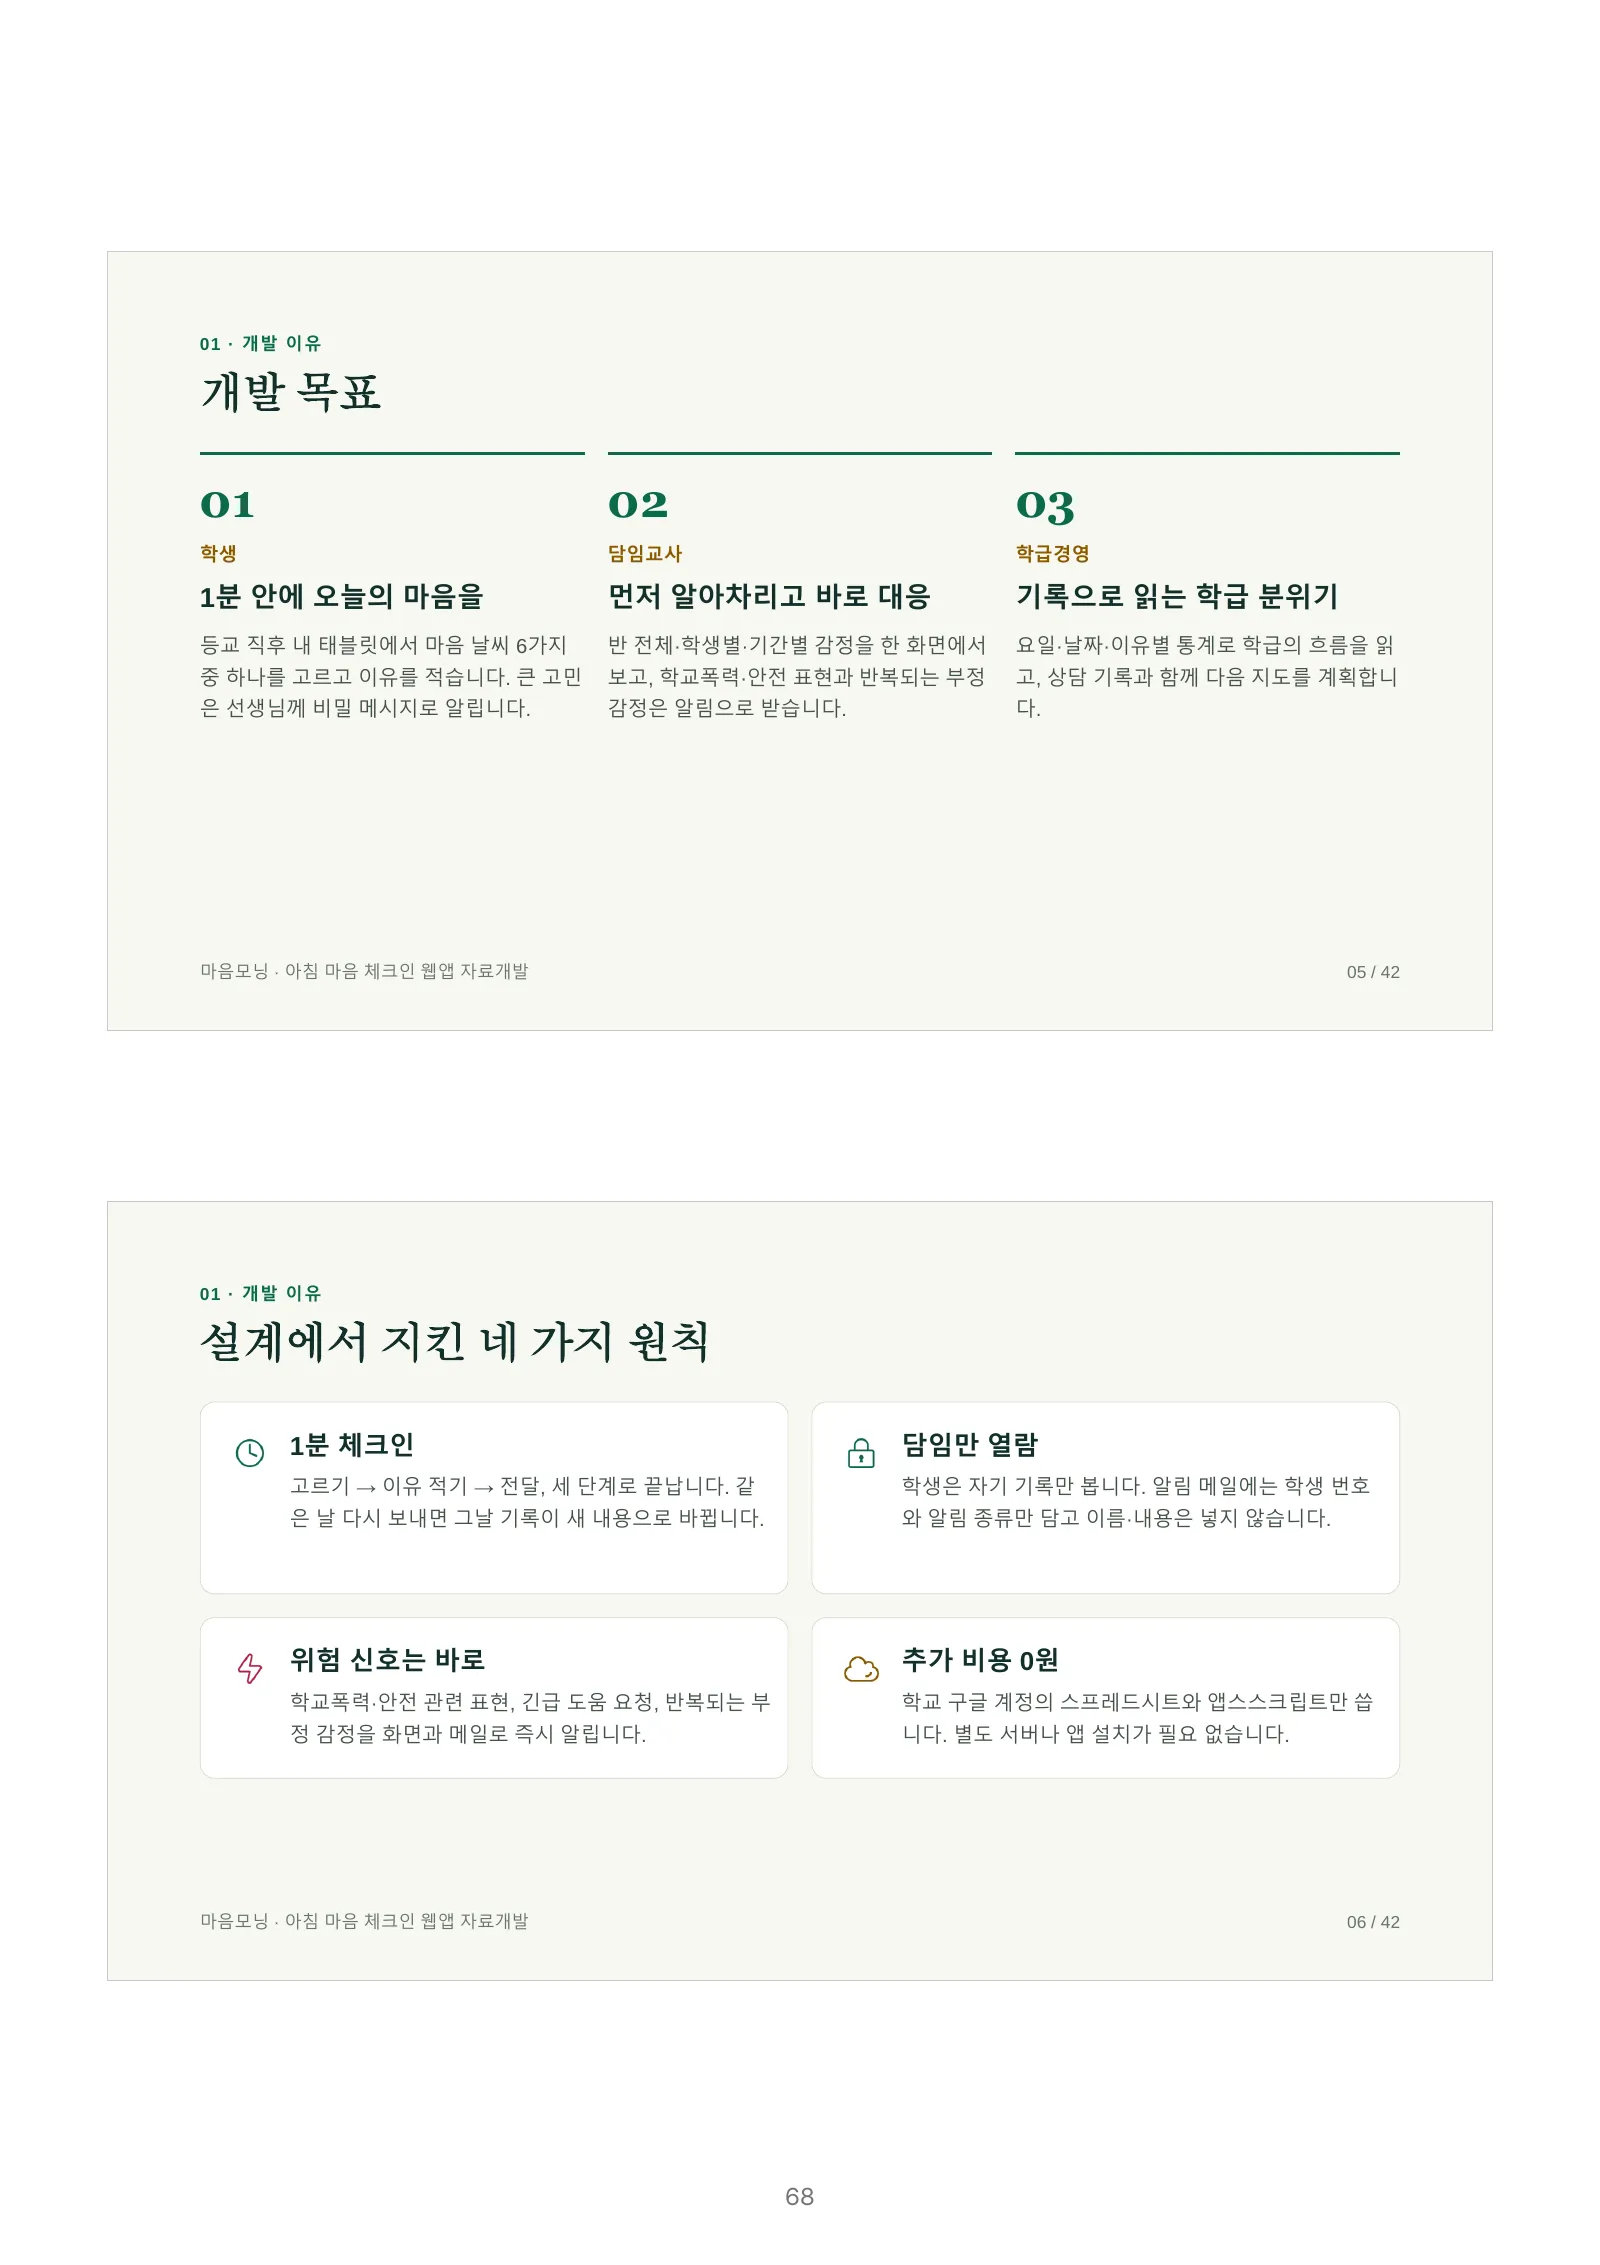 01 · 개발 이유
개발 목표
01
학생
1분 안에 오늘의 마음을
등교 직후 내 태블릿에서 마음 날씨 6가지
중 하나를 고르고 이유를 적습니다. 큰 고민
은 선생님께 비밀 메시지로 알립니다.
02
담임교사
먼저 알아차리고 바로 대응
반 전체·학생별·기간별 감정을 한 화면에서
보고, 학교폭력·안전 표현과 반복되는 부정
감정은 알림으로 받습니다.
03
학급경영
기록으로 읽는 학급 분위기
요일·날짜·이유별 통계로 학급의 흐름을 읽
고, 상담 기록과 함께 다음 지도를 계획합니
다.
마음모닝 · 아침 마음 체크인 웹앱 자료개발
05 / 42
01 · 개발 이유
설계에서 지킨 네 가지 원칙
1분 체크인
고르기 → 이유 적기 → 전달, 세 단계로 끝납니다. 같
은 날 다시 보내면 그날 기록이 새 내용으로 바뀝니다.
담임만 열람
학생은 자기 기록만 봅니다. 알림 메일에는 학생 번호
와 알림 종류만 담고 이름·내용은 넣지 않습니다.
위험 신호는 바로
학교폭력·안전 관련 표현, 긴급 도움 요청, 반복되는 부
정 감정을 화면과 메일로 즉시 알립니다.
추가 비용 0원
학교 구글 계정의 스프레드시트와 앱스스크립트만 씁
니다. 별도 서버나 앱 설치가 필요 없습니다.
마음모닝 · 아침 마음 체크인 웹앱 자료개발
06 / 42
68